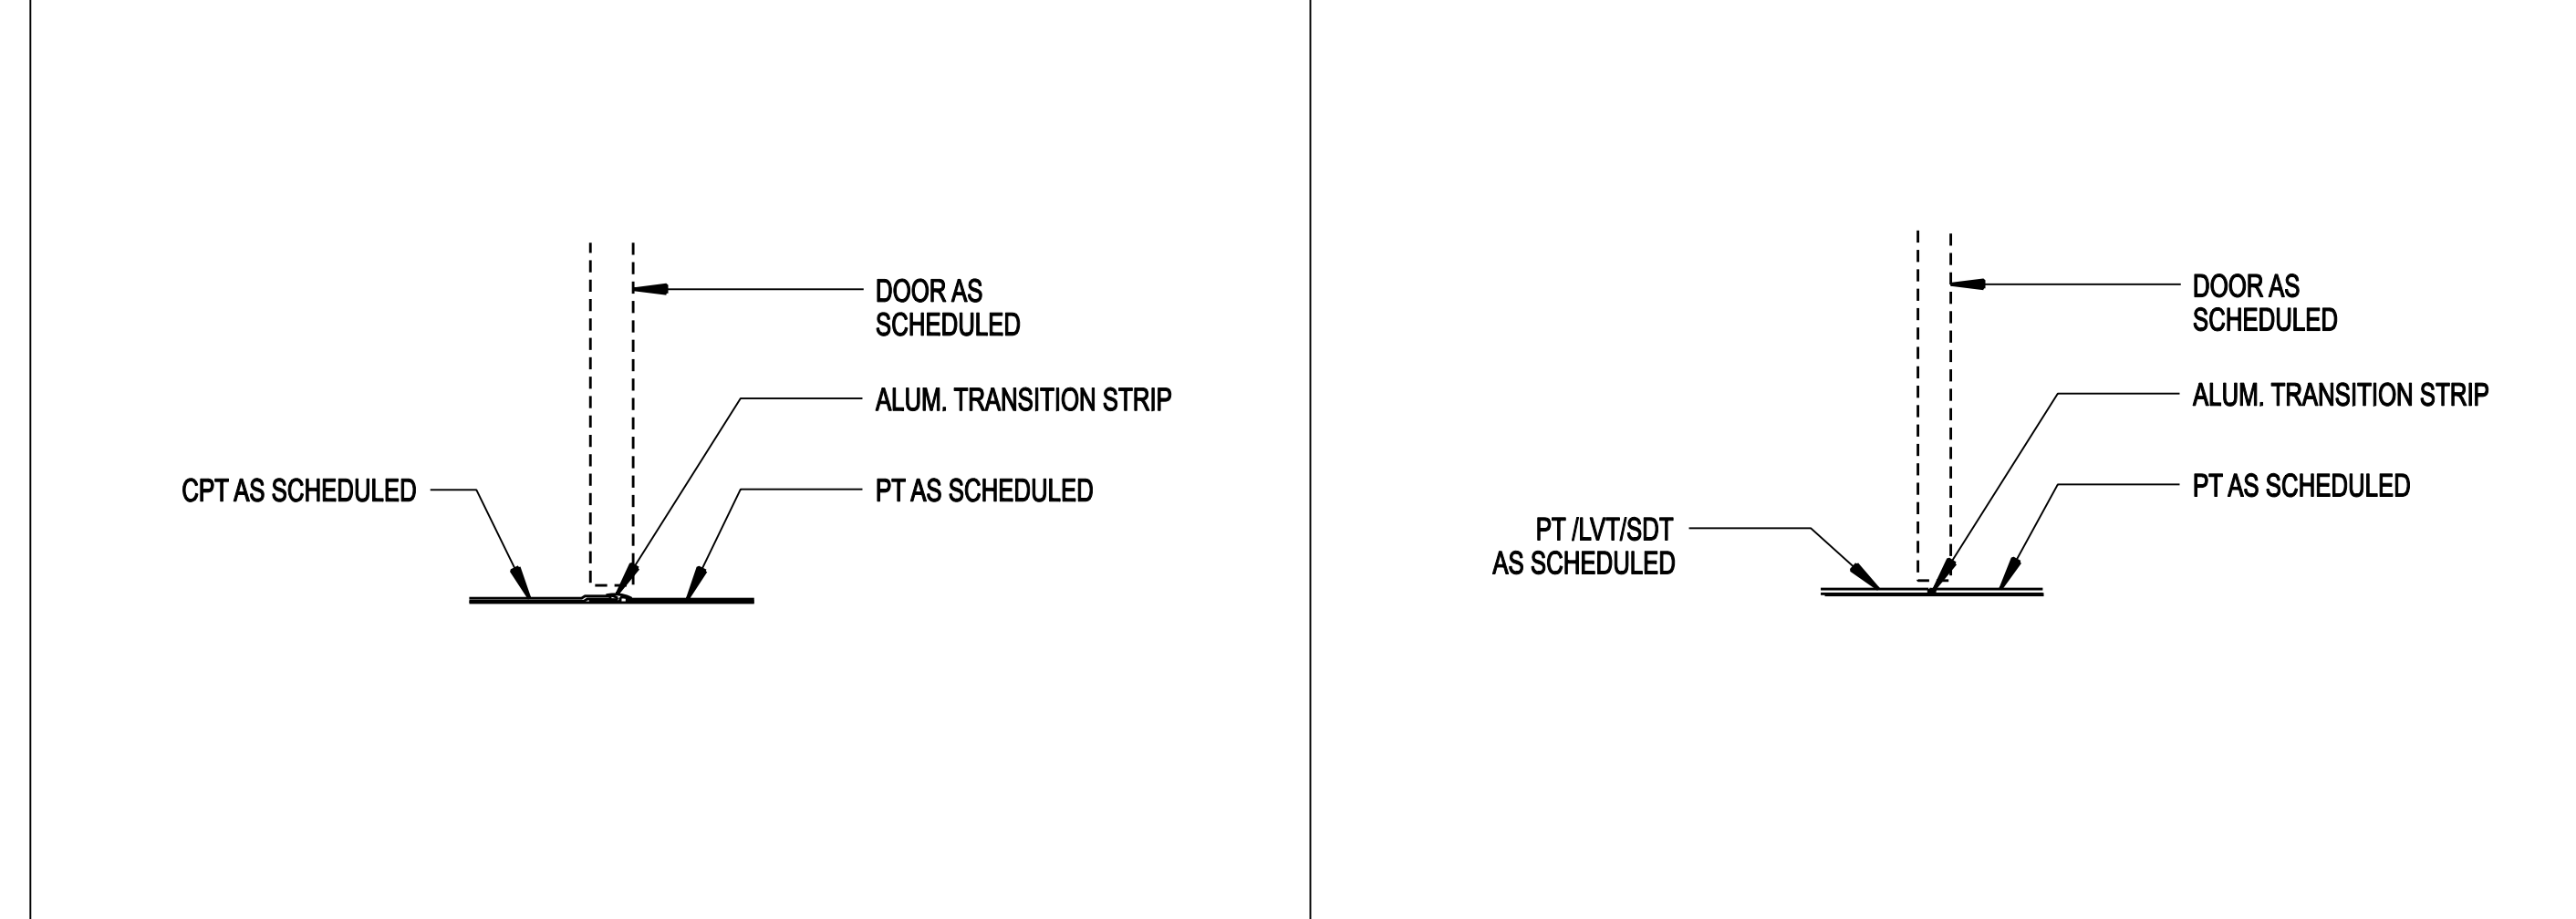 DOOR AS
SCHEDULED
ALUM. TRANSITION STRIP
CPT AS SCHEDULED
PT AS SCHEDULED
DOOR AS
SCHEDULED
ALUM. TRANSITION STRIP
PT AS SCHEDULED
PT /LVT/SDT
AS SCHEDULED